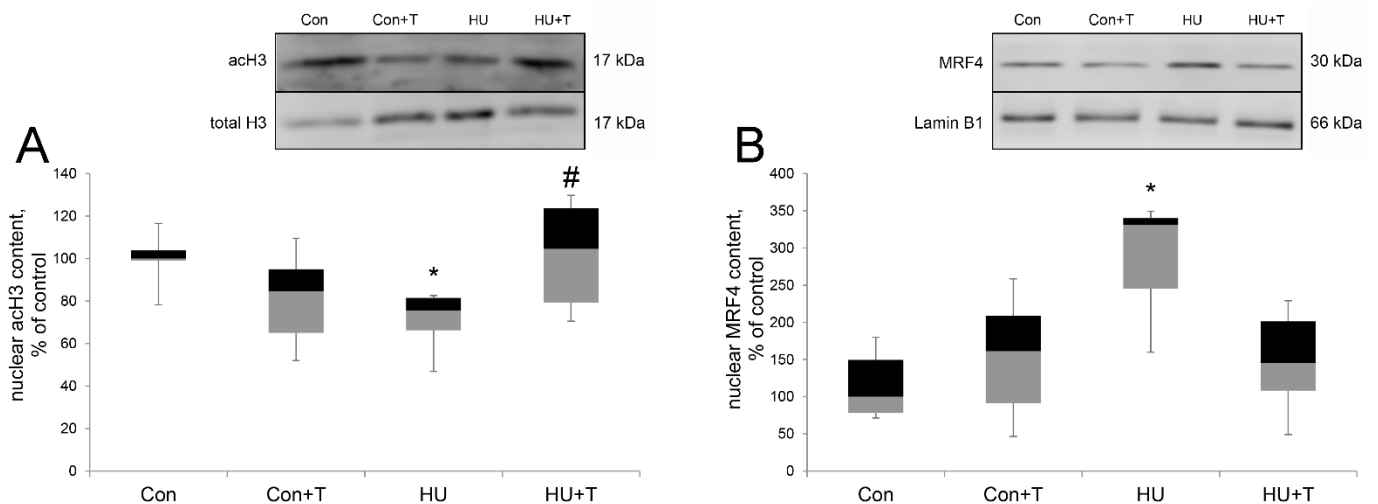 Con Con+T HU HU+T
acH3 17 kDa
total H3 17 kDa
A
nuclear acH3 content,
% of control
140
120
100
80
60
40
20
0
#
*
Con Con+T HU HU+T
Con Con+T HU HU+T
MRF4 30 kDa
Lamin B1 66 kDa
B
nuclear MRF4 content,
% of control
400
350
300
250
200
150
100
50
0
*
Con Con+T HU HU+T